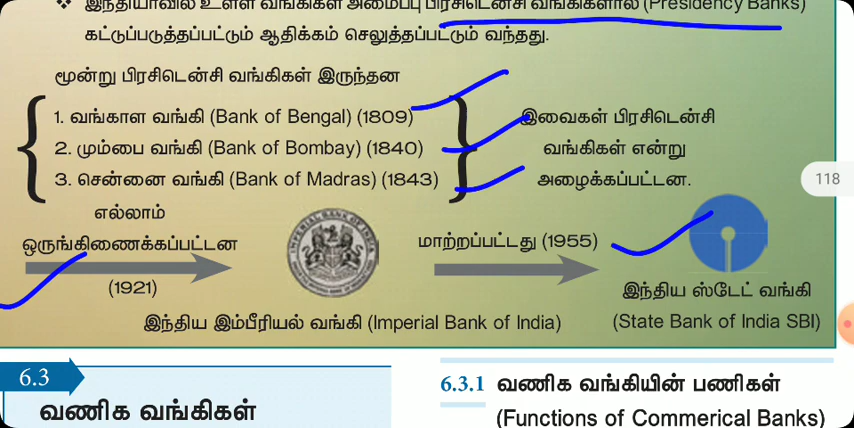 ❖ இந்தியாவில் உள்ள வங்கிகள் அமைப்பு பிரசிடென்சி வங்கிகளால் (Presidency Banks)
கட்டுப்படுத்தப்பட்டும் ஆதிக்கம் செலுத்தப்பட்டும் வந்தது.
மூன்று பிரசிடென்சி வங்கிகள் இருந்தன
1. வங்காள வங்கி (Bank of Bengal) (1809)
2. மும்பை வங்கி (Bank of Bombay) (1840)
3. சென்னை வங்கி (Bank of Madras) (1843)
இவைகள் பிரசிடென்சி
வங்கிகள் என்று
அழைக்கப்பட்டன.
118
எல்லாம்
ஒருங்கிணைக்கப்பட்டன
(1921)
IMPERIAL BANK OF INDIA
இந்திய இம்பீரியல் வங்கி (Imperial Bank of India)
மாற்றப்பட்டது (1955)
இந்திய ஸ்டேட் வங்கி
(State Bank of India SBI)
6.3
வணிக வங்கிகள்
6.3.1 வணிக வங்கியின் பணிகள்
(Functions of Commerical Banks)